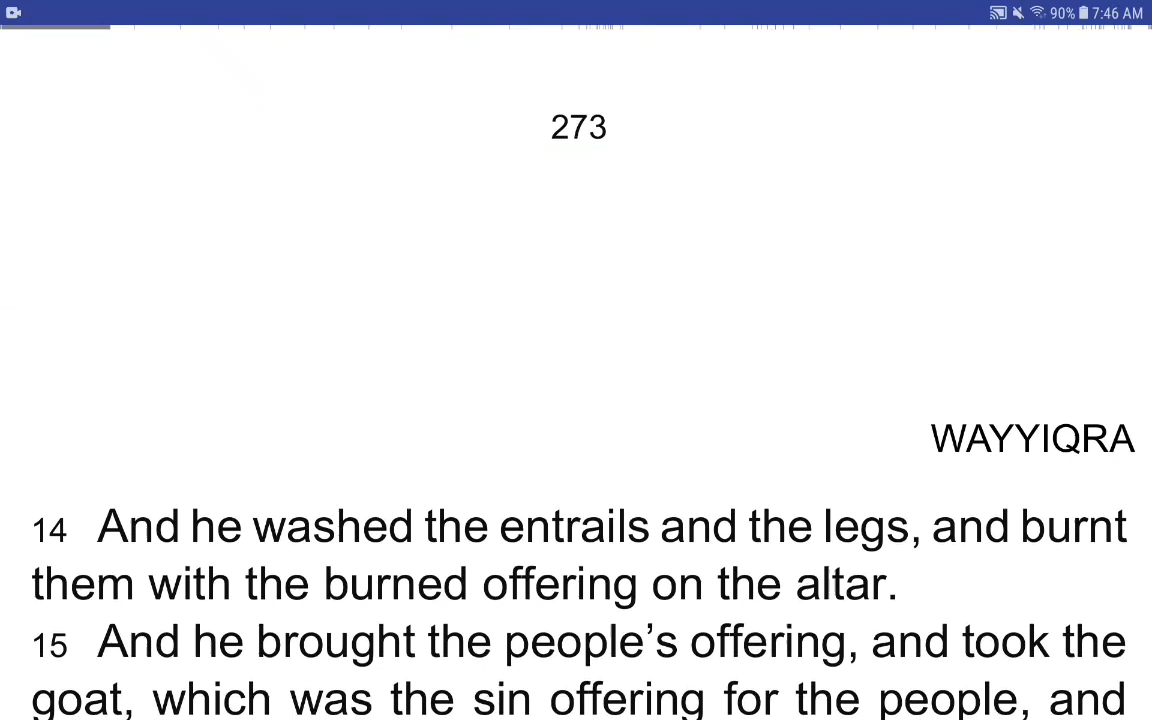 90% 7:46 AM
273
WAYYIQRA
14 And he washed the entrails and the legs, and burnt
them with the burned offering on the altar.
15 And he brought the people’s offering, and took the
goat, which was the sin offering for the people, and